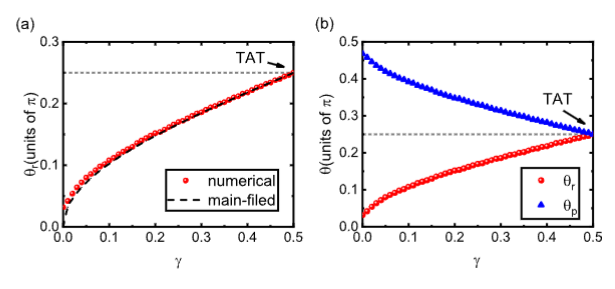 (a)
0.3
0.2
0.1
0.0
θr(units of π)
TAT
numerical
main-filed
0.0 0.1 0.2 0.3 0.4 0.5
γ
(b)
0.5
0.4
0.3
0.2
0.1
0.0
θ(units of π)
TAT
θr
θp
0.0 0.1 0.2 0.3 0.4 0.5
γ